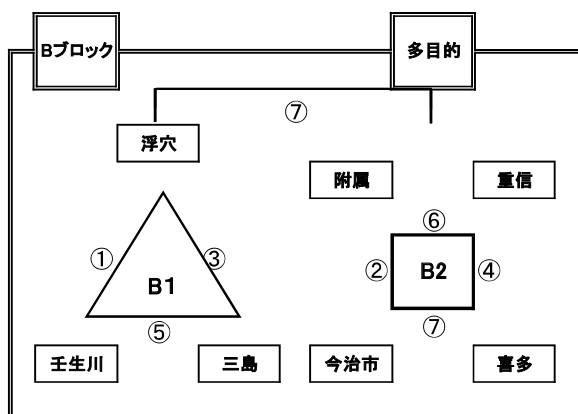 Bブロック
多目的
⑦
浮穴
附属
重信
⑥
① B1 ③
② B2 ④
⑤
⑦
壬生川
三島
今治市
喜多